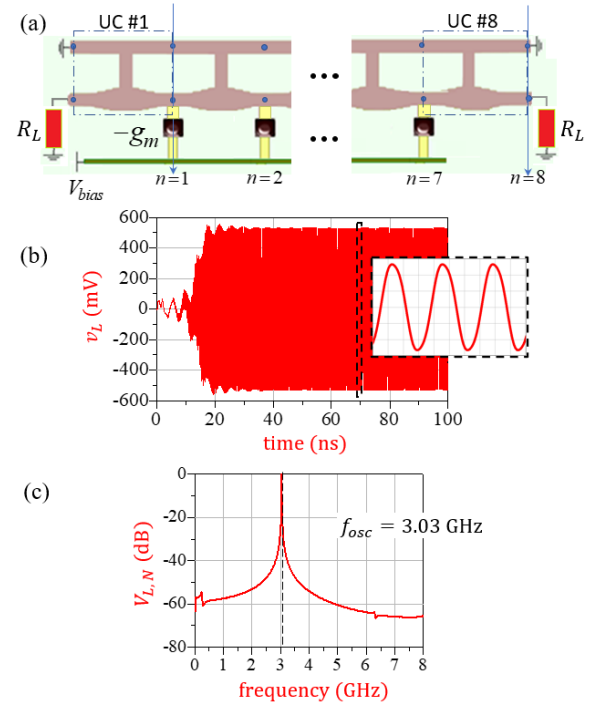 (a)
UC #1
UC #8
R_L
−g_m
...
...
R_L
V_bias
n=1
n=2
n=7
n=8
(b)
600
400
200
0
-200
-400
-600
v_L (mV)
0
20
40
60
80
100
time (ns)
(c)
0
-20
-40
-60
-80
V_{L,N} (dB)
f_osc = 3.03 GHz
0
1
2
3
4
5
6
7
8
frequency (GHz)